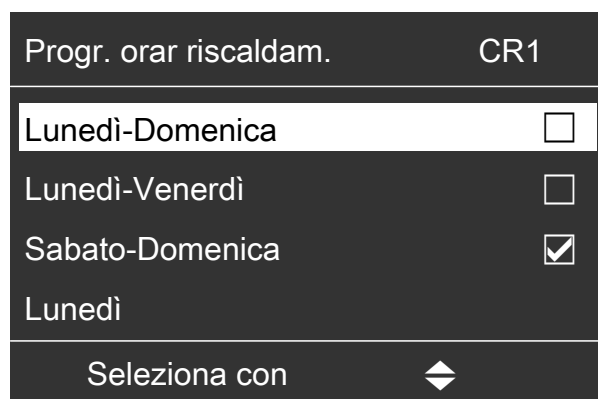 Progr. orar riscaldam. CR1
Lunedì-Domenica
Lunedì-Venerdì
Sabato-Domenica
Lunedì
Seleziona con